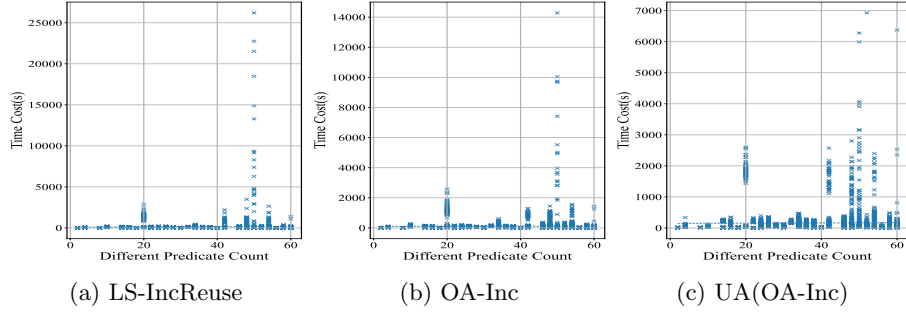 25000
20000
15000
10000
5000
0
Time Cost(s)
0 20 40 60
Different Predicate Count
(a) LS-IncReuse
14000
12000
10000
8000
6000
4000
2000
0
Time Cost(s)
0 20 40 60
Different Predicate Count
(b) OA-Inc
7000
6000
5000
4000
3000
2000
1000
0
Time Cost(s)
0 20 40 60
Different Predicate Count
(c) UA(OA-Inc)